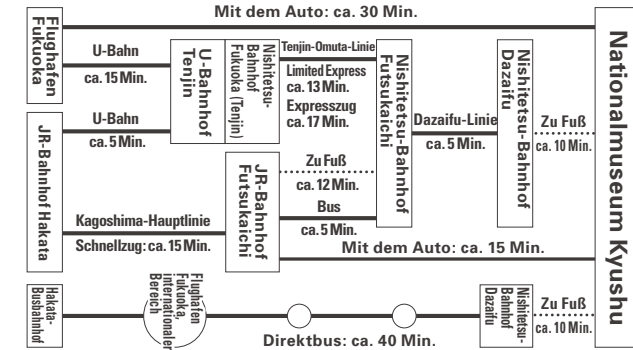 Mit dem Auto: ca. 30 Min.
Flughafen
Fukuoka
U-Bahn
ca. 15 Min.
U-Bahnhof
Tenjin
Nishitetsu-
Bahnhof
Fukuoka (Tenjin)
Tenjin-Omuta-Linie
Limited Express
ca. 13 Min.
Expresszug
ca. 17 Min.
Nishitetsu-Bahnhof
Futsukaichi
Dazaifu-Linie
ca. 5 Min.
Nishitetsu-Bahnhof
Dazaifu
Zu Fuß
ca. 10 Min.
Nationalmuseum Kyushu
JR-Bahnhof Hakata
U-Bahn
ca. 5 Min.
Kagoshima-Hauptlinie
Schnellzug: ca. 15 Min.
JR-Bahnhof
Futsukaichi
Zu Fuß
ca. 12 Min.
Bus
ca. 5 Min.
Mit dem Auto: ca. 15 Min.
Hakata-
Busbahnhof
Flughafen
Fukuoka,
internationaler
Bereich
Direktbus: ca. 40 Min.
Nishitetsu-
Bahnhof
Dazaifu
Zu Fuß
ca. 10 Min.